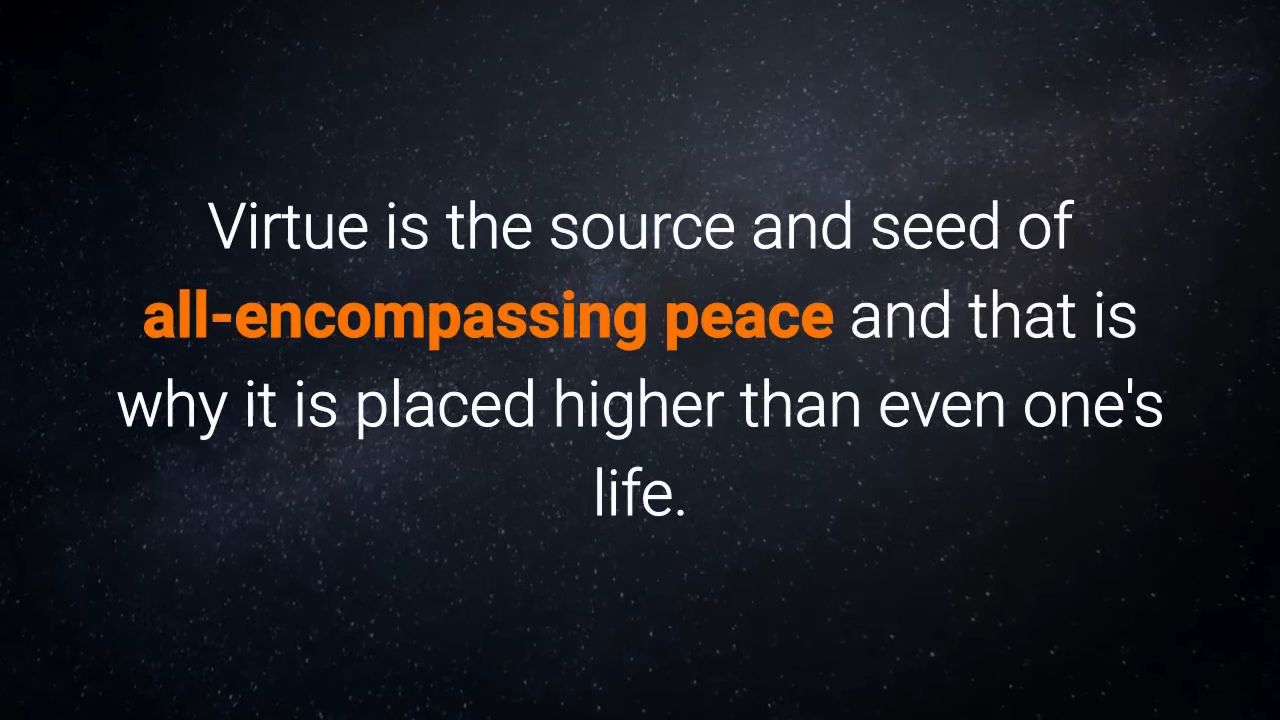 Virtue is the source and seed of
all-encompassing peace and that is
why it is placed higher than even one's
life.